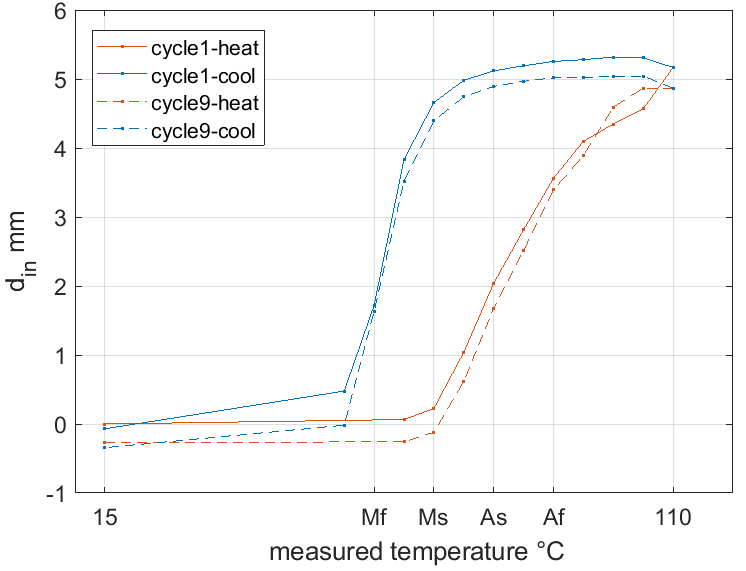 6
5
4
3
2
1
0
-1
d_in mm
cycle1-heat
cycle1-cool
cycle9-heat
cycle9-cool
15 Mf Ms As Af 110
measured temperature °C